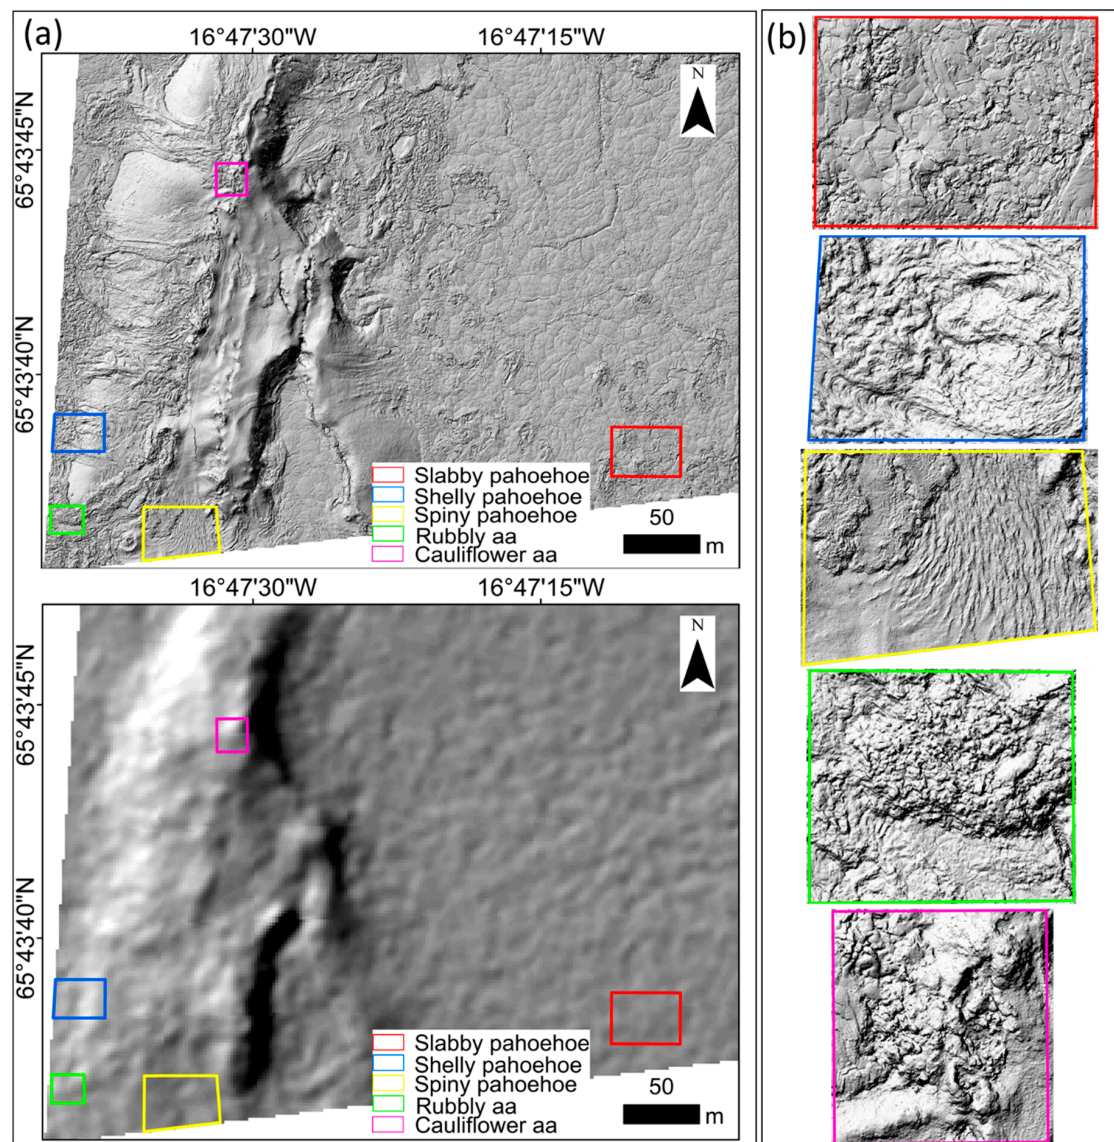 (a)
16°47'30"W
16°47'15"W
N
65°43'45"N
65°43'40"N
Slabby pahoehoe
Shelly pahoehoe
Spiny pahoehoe
Rubbly aa
Cauliflower aa
50
m
16°47'30"W
16°47'15"W
N
65°43'45"N
65°43'40"N
Slabby pahoehoe
Shelly pahoehoe
Spiny pahoehoe
Rubbly aa
Cauliflower aa
50
m
(b)